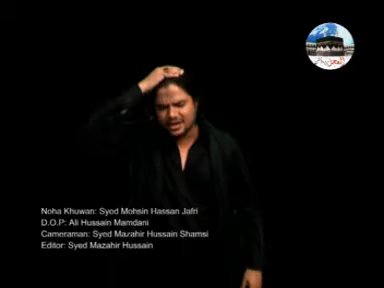 Noha Khuwan: Syed Mohsin Hassan Jafri
D.O.P: Ali Hussain Mamdani
Cameraman: Syed Mazahir Hussain Shamsi
Editor: Syed Mazahir Hussain